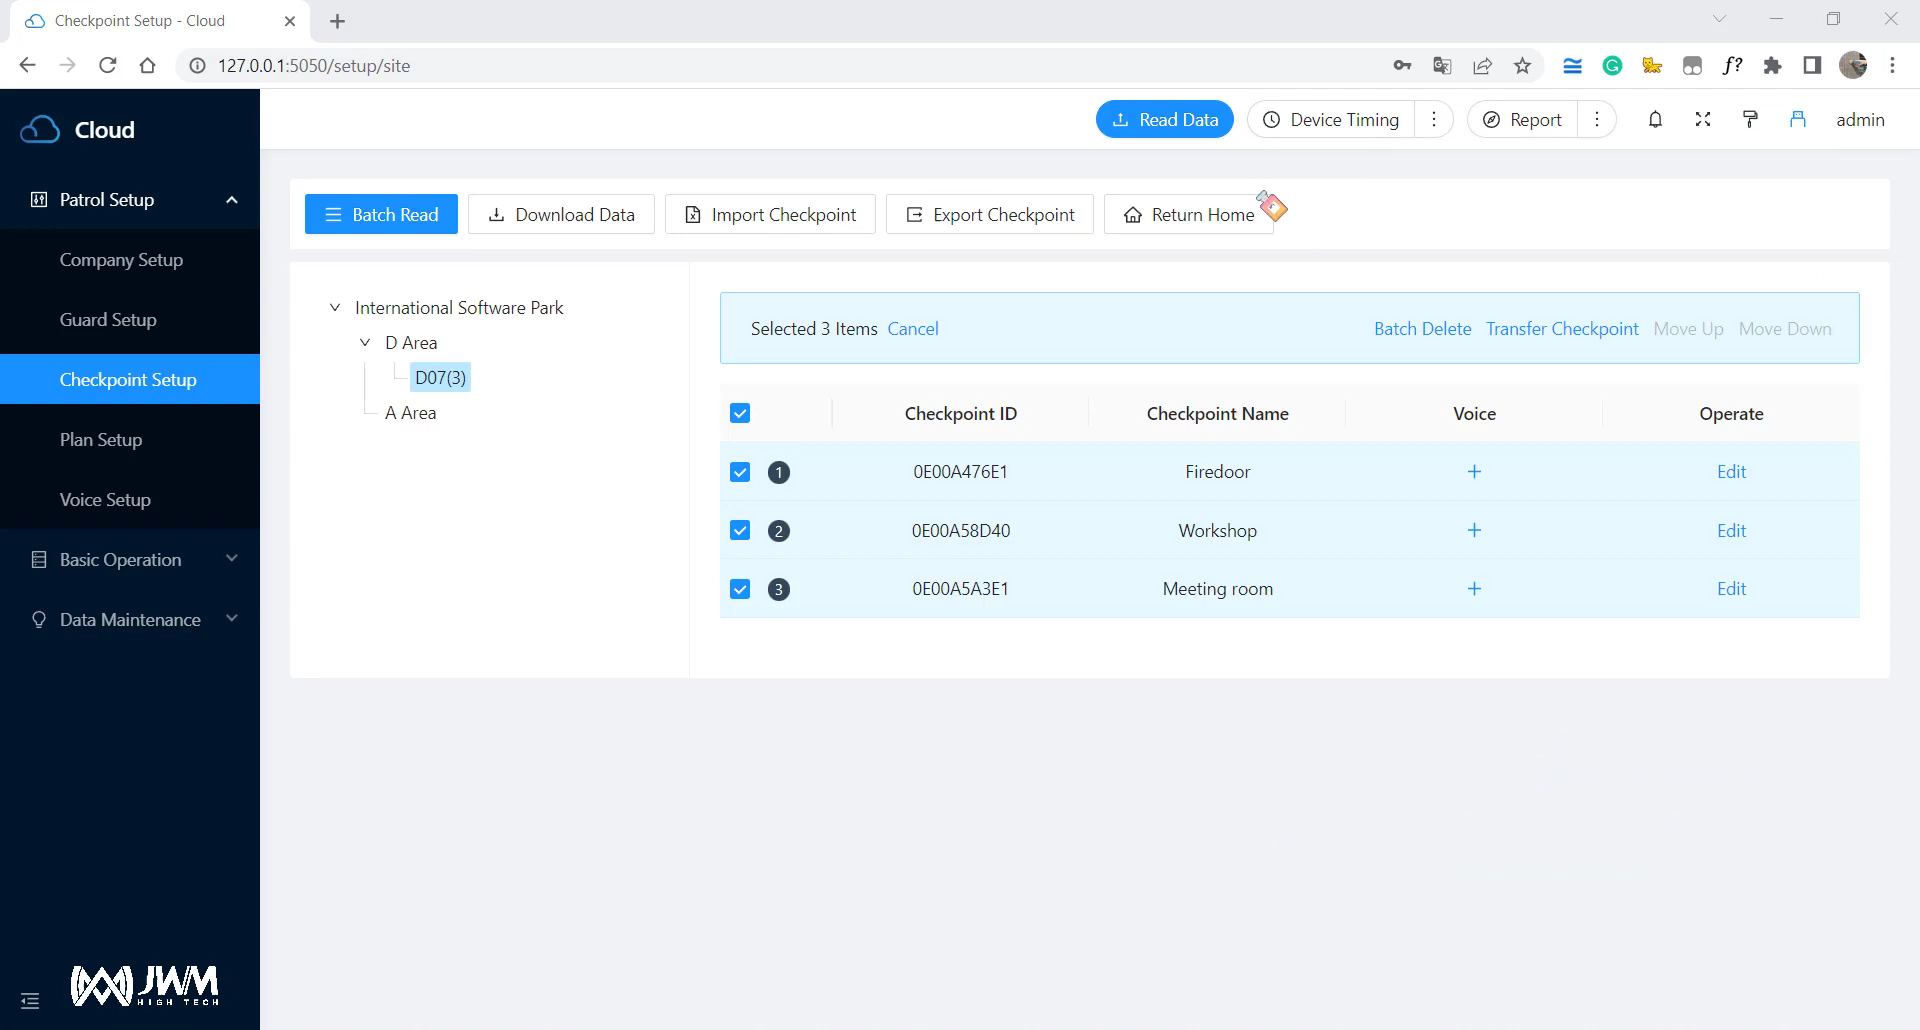 Checkpoint Setup - Cloud
127.0.0.1:5050/setup/site
Cloud
Read Data
Device Timing
Report
admin
Patrol Setup
Company Setup
Guard Setup
Checkpoint Setup
Plan Setup
Voice Setup
Basic Operation
Data Maintenance
JWM
HIGH TECH
Batch Read
Download Data
Import Checkpoint
Export Checkpoint
Return Home
International Software Park
D Area
D07(3)
A Area
Selected 3 Items Cancel
Batch Delete Transfer Checkpoint Move Up Move Down
Checkpoint ID Checkpoint Name Voice Operate
1 0E00A476E1 Firedoor + Edit
2 0E00A58D40 Workshop + Edit
3 0E00A5A3E1 Meeting room + Edit